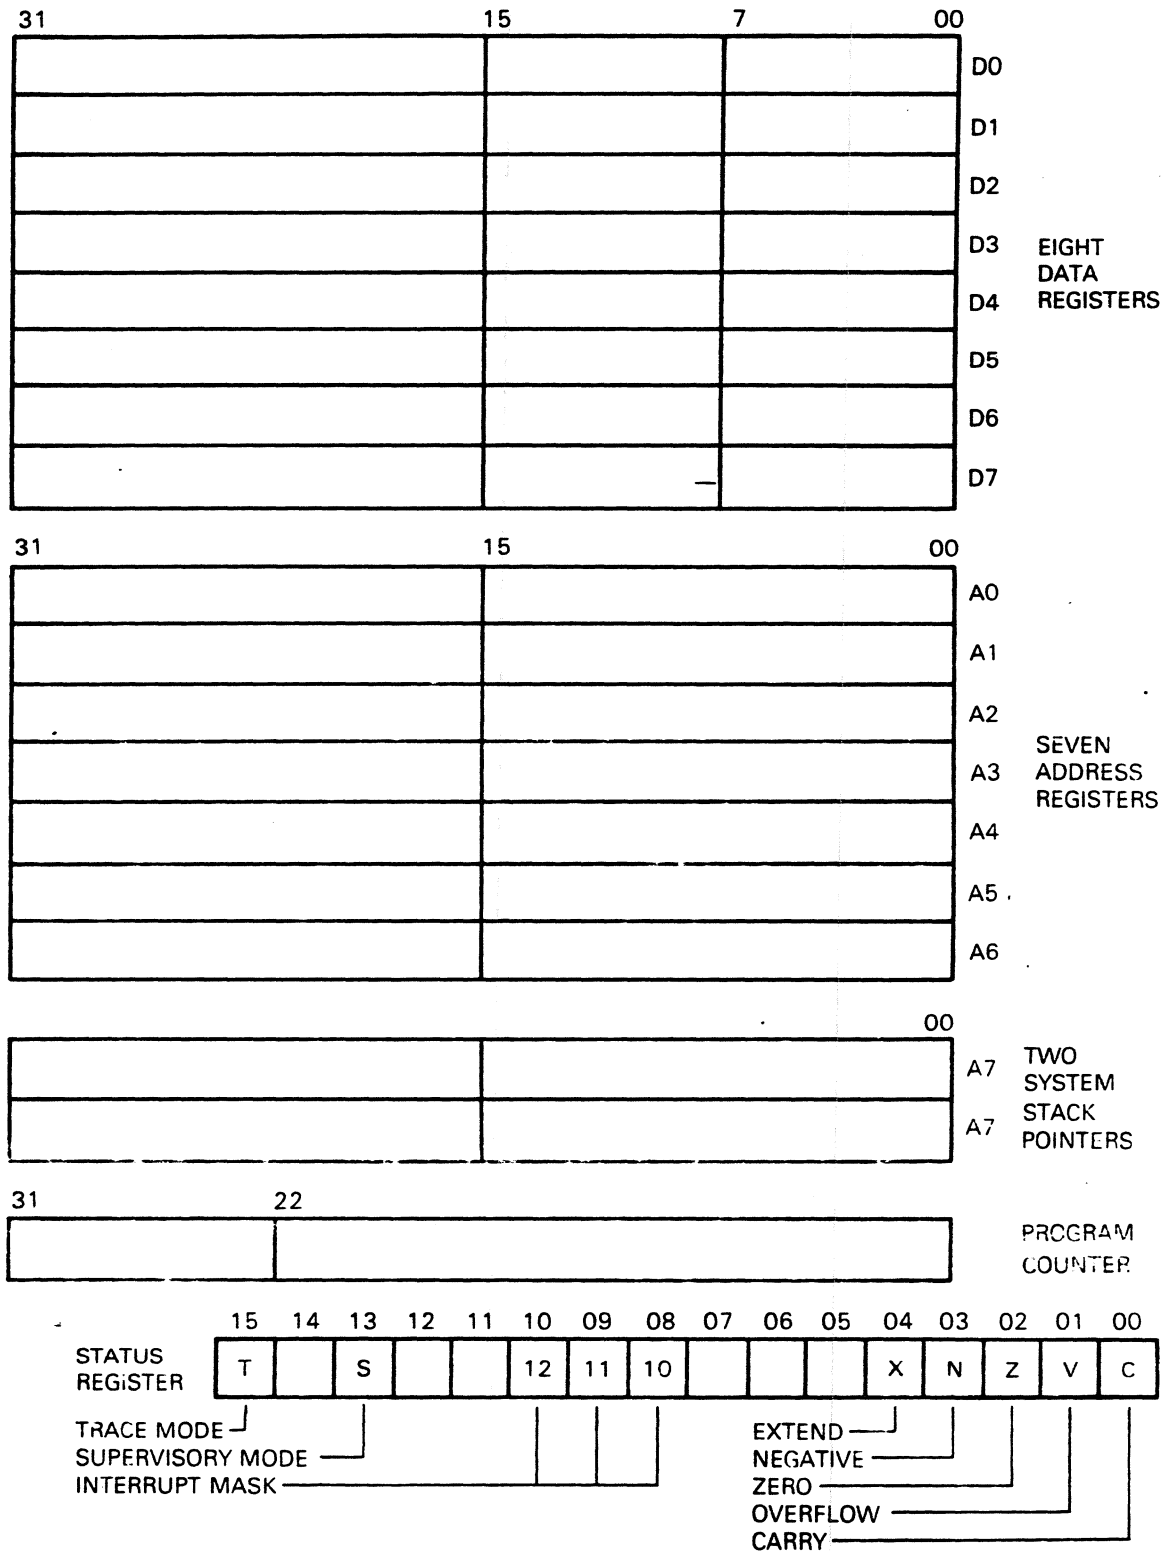 31 15 7 00
D0
D1
D2
D3
D4
D5
D6
D7
EIGHT
DATA
REGISTERS
31 15 00
A0
A1
A2
A3
A4
A5
A6
SEVEN
ADDRESS
REGISTERS
00
A7
A7
TWO
SYSTEM
STACK
POINTERS
31 22
PROGRAM
COUNTER
15 14 13 12 11 10 09 08 07 06 05 04 03 02 01 00
STATUS
REGISTER
T S 12 11 10 X N Z V C
TRACE MODE
SUPERVISORY MODE
INTERRUPT MASK
EXTEND
NEGATIVE
ZERO
OVERFLOW
CARRY